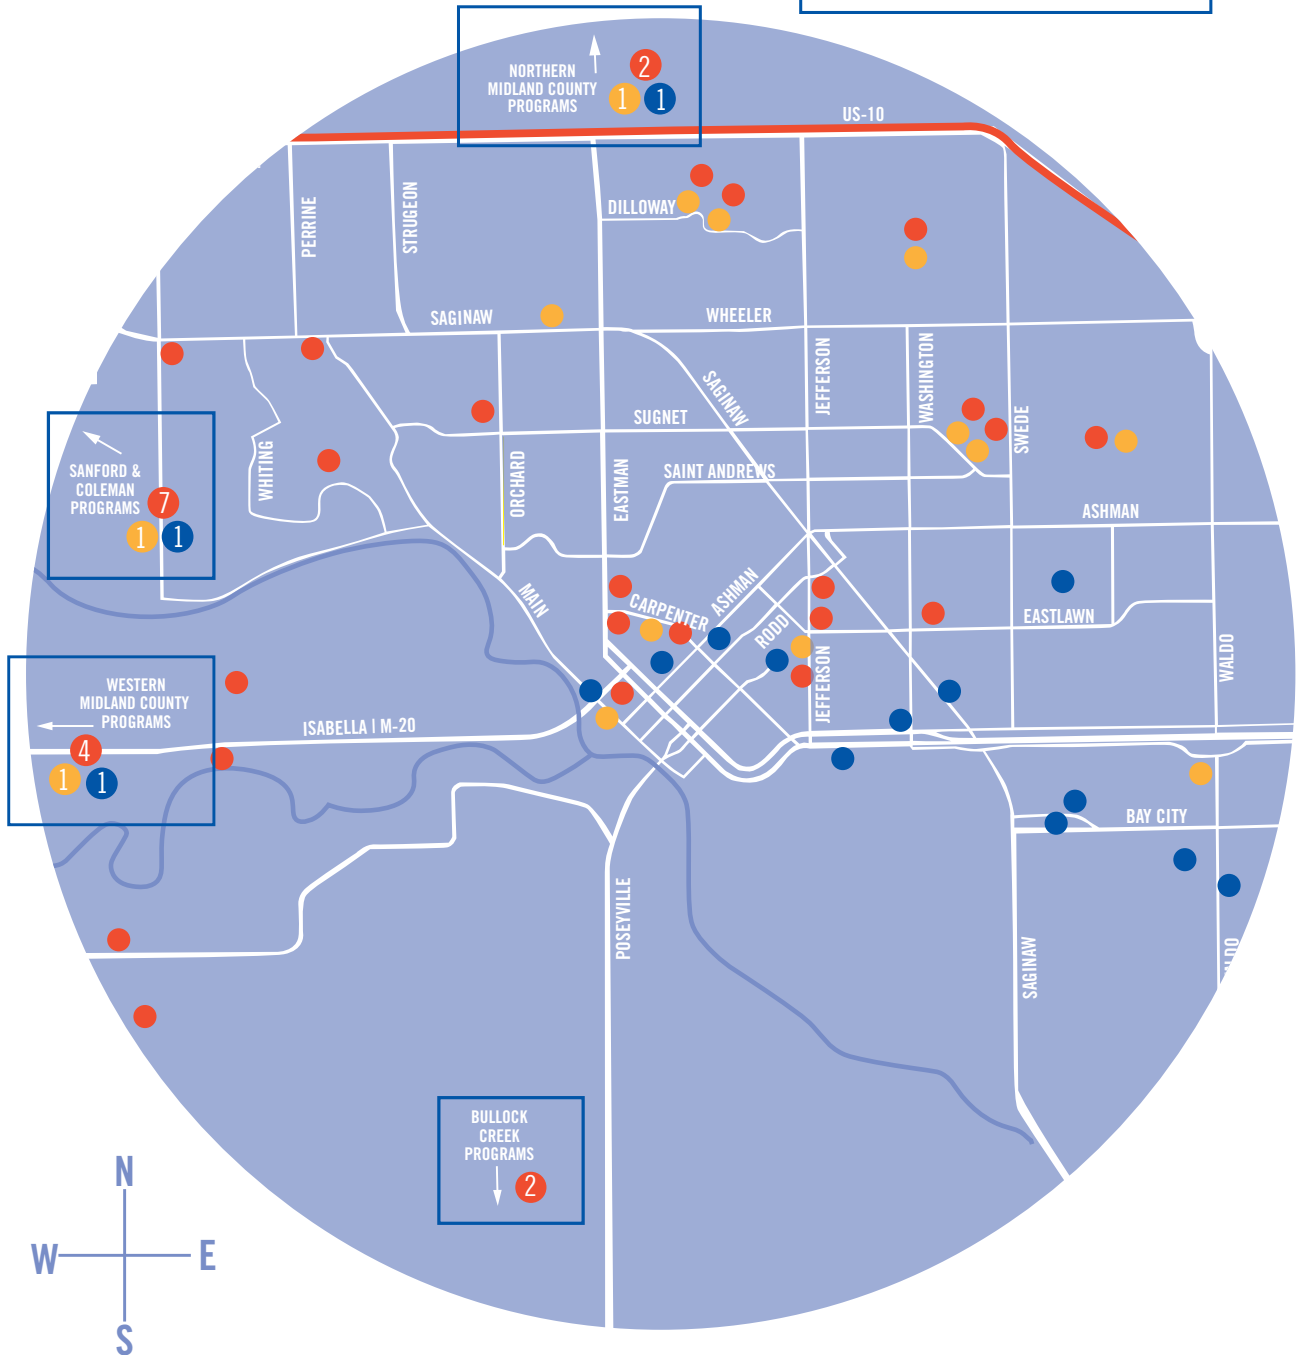 NORTHERN
MIDLAND COUNTY
PROGRAMS
2
1
1
US-10
PERRINE
STRUGEON
DILLOWAY
SAGINAW
WHEELER
SAGINAW
JEFFERSON
WASHINGTON
SWEDE
SUGNET
SAINT ANDREWS
WHITING
ORCHARD
EASTMAN
SANFORD &
COLEMAN
PROGRAMS
7
1
1
ASHMAN
MAIN
CARPENTER
ASHMAN
RODD
EASTLAWN
JEFFERSON
WALDO
WESTERN
MIDLAND COUNTY
PROGRAMS
4
1
1
ISABELLA | M-20
BAY CITY
POSEYVILLE
SAGINAW
LDO
BULLOCK
CREEK
PROGRAMS
2
N
W
E
S